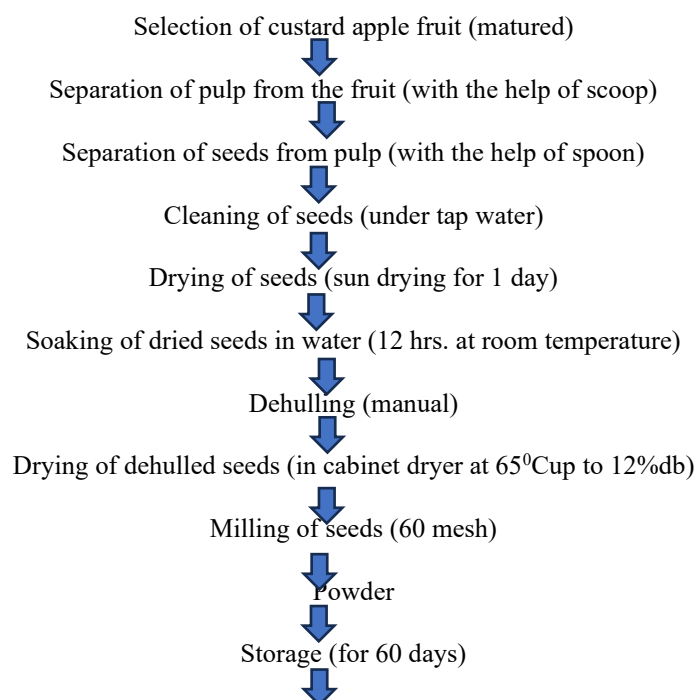 Selection of custard apple fruit (matured)
Separation of pulp from the fruit (with the help of scoop)
Separation of seeds from pulp (with the help of spoon)
Cleaning of seeds (under tap water)
Drying of seeds (sun drying for 1 day)
Soaking of dried seeds in water (12 hrs. at room temperature)
Dehulling (manual)
Drying of dehulled seeds (in cabinet dryer at 65⁰Cup to 12%db)
Milling of seeds (60 mesh)
Powder
Storage (for 60 days)